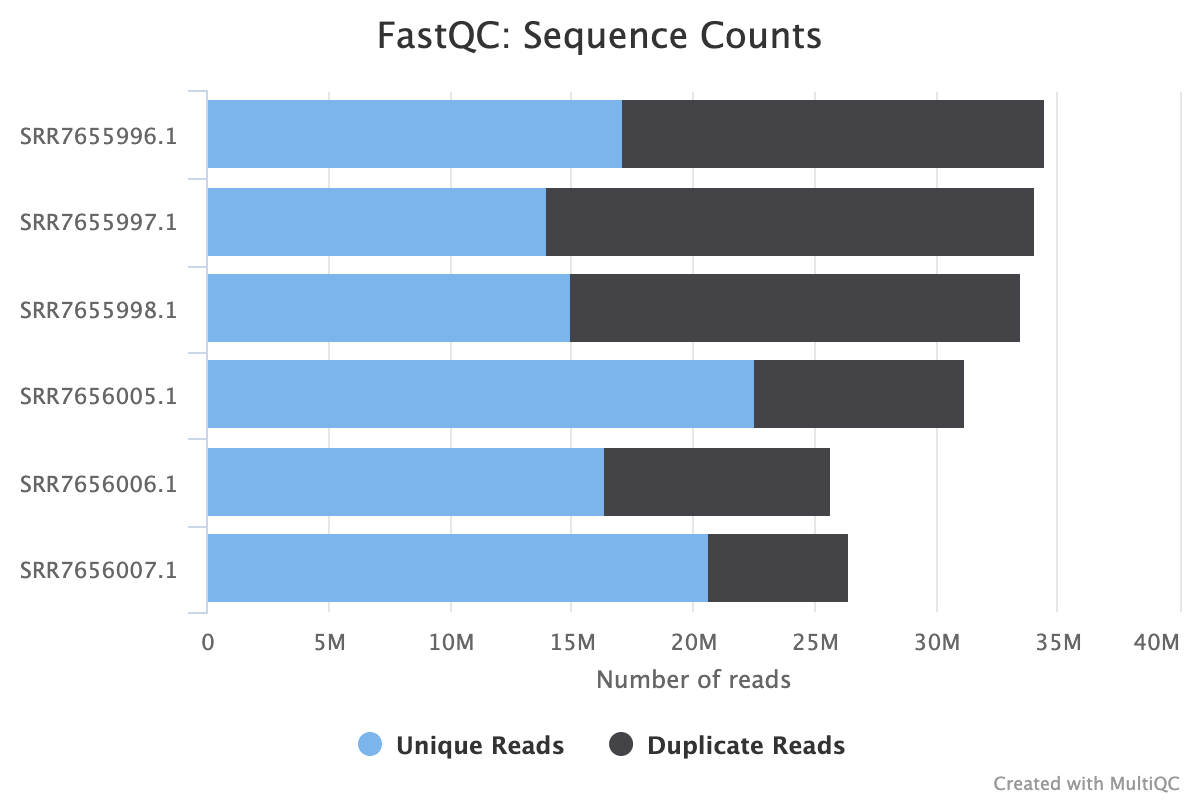 FastQC: Sequence Counts
SRR7655996.1
SRR7655997.1
SRR7655998.1
SRR7656005.1
SRR7656006.1
SRR7656007.1
0 5M 10M 15M 20M 25M 30M 35M 40M
Number of reads
Unique Reads Duplicate Reads
Created with MultiQC